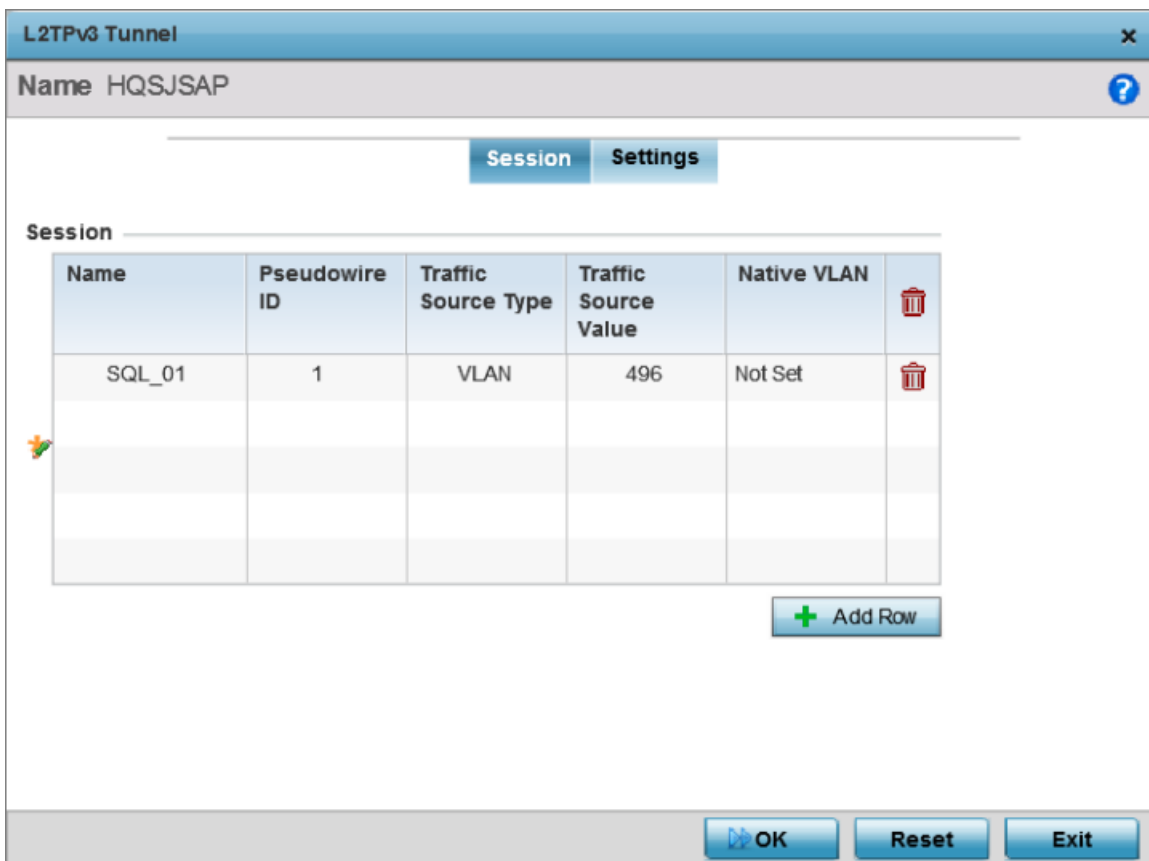 L2TPv3 Tunnel
Name HQSJSAP
Session Settings
Session
Name Pseudowire ID Traffic Source Type Traffic Source Value Native VLAN
SQL_01 1 VLAN 496 Not Set
Add Row
OK Reset Exit